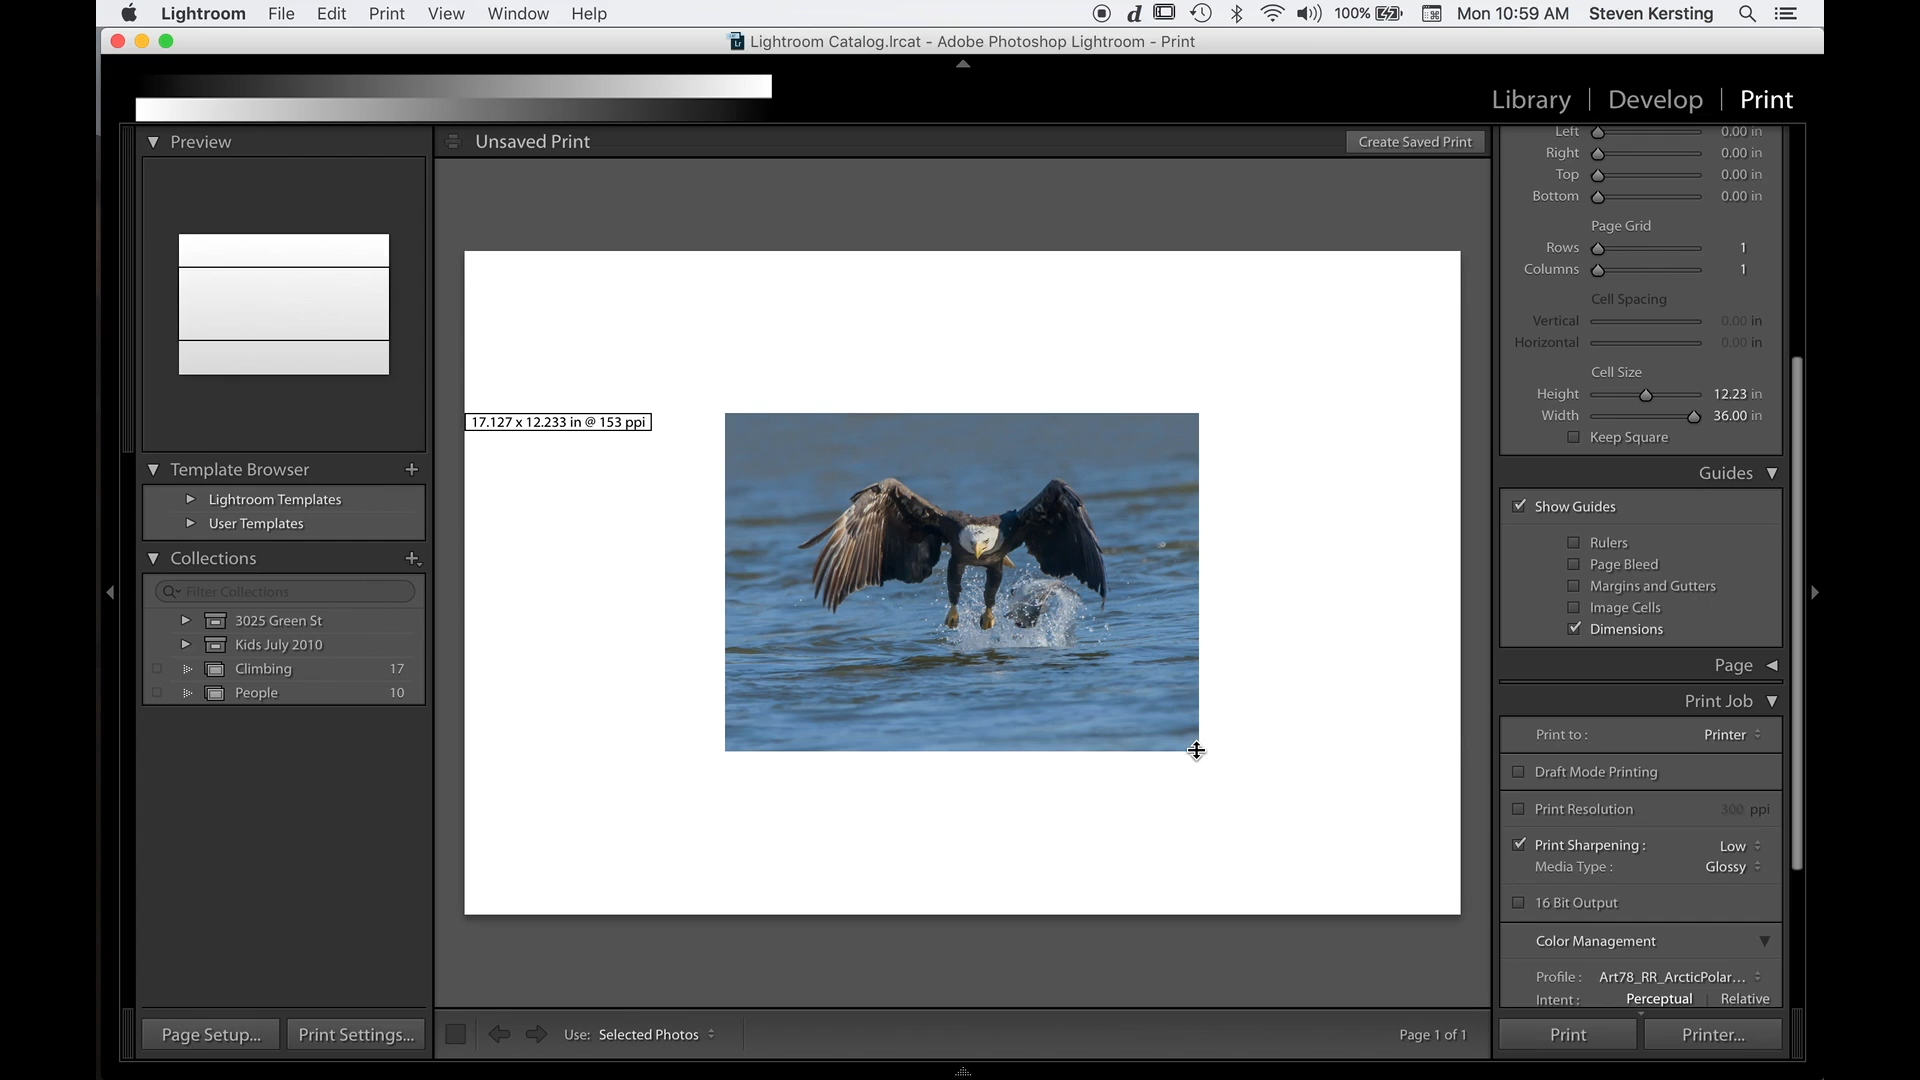 Lightroom File Edit Print View Window Help
d 100% Mon 10:59 AM Steven Kersting
Lightroom Catalog.lrcat - Adobe Photoshop Lightroom - Print
Library | Develop | Print
Preview
Unsaved Print
Create Saved Print
Left 0.00 in
Right 0.00 in
Top 0.00 in
Bottom 0.00 in
Page Grid
Rows 1
Columns 1
Cell Spacing
Vertical 0.00 in
Horizontal 0.00 in
Cell Size
Height 12.23 in
Width 36.00 in
Keep Square
17.127 x 12.233 in @ 153 ppi
Template Browser
Lightroom Templates
User Templates
Collections
Filter Collections
3025 Green St
Kids July 2010
Climbing 17
People 10
Guides
Show Guides
Rulers
Page Bleed
Margins and Gutters
Image Cells
Dimensions
Page
Print Job
Print to : Printer
Draft Mode Printing
Print Resolution 300 ppi
Print Sharpening : Low
Media Type : Glossy
16 Bit Output
Color Management
Profile : Art78_RR_ArcticPolar...
Intent : Perceptual Relative
Page Setup... Print Settings...
Use: Selected Photos
Page 1 of 1
Print Printer...